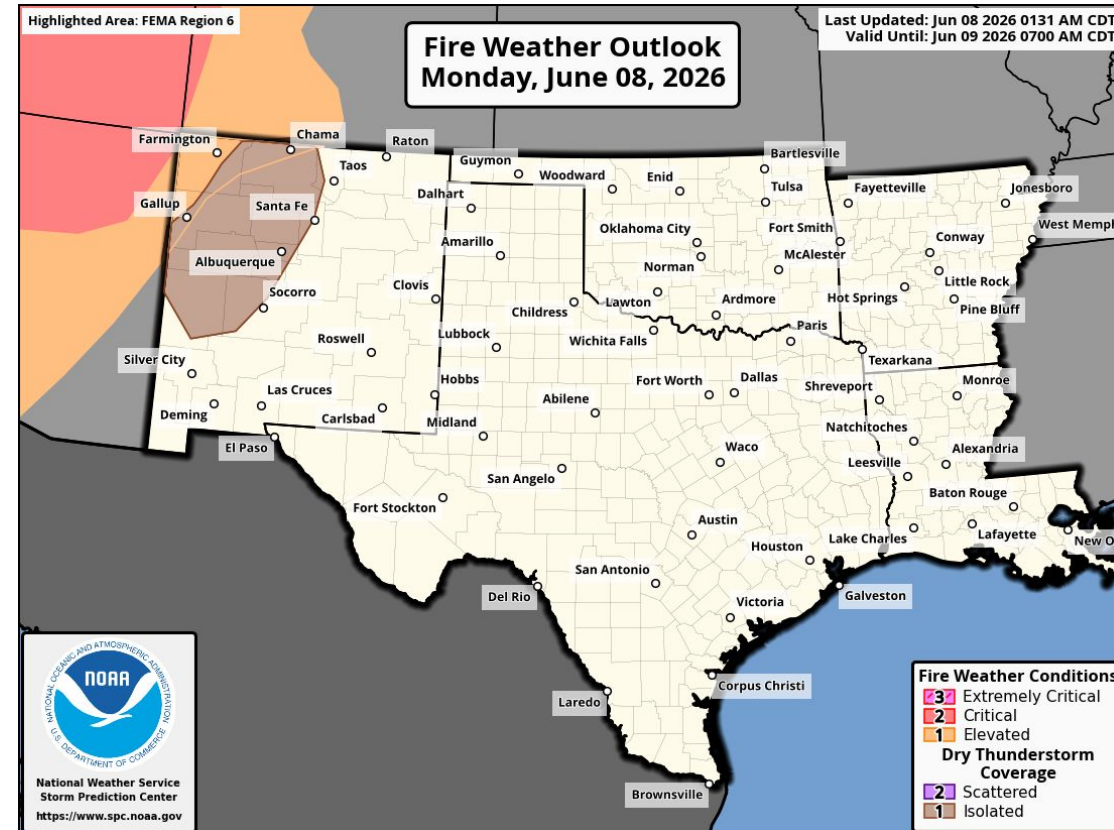 Highlighted Area: FEMA Region 6
Fire Weather Outlook
Monday, June 08, 2026
Last Updated: Jun 08 2026 0131 AM CDT
Valid Until: Jun 09 2026 0700 AM CDT
Farmington
Chama
Raton
Taos
Gallup
Santa Fe
Albuquerque
Socorro
Clovis
Roswell
Silver City
Las Cruces
Hobbs
Deming
Carlsbad
El Paso
Guymon
Woodward
Enid
Bartlesville
Tulsa
Dalhart
Amarillo
Oklahoma City
Norman
Fort Smith
McAlester
Childress
Lawton
Ardmore
Lubbock
Wichita Falls
Paris
Fayetteville
Jonesboro
West Memph
Conway
Little Rock
Hot Springs
Pine Bluff
Texarkana
Midland
Abilene
Fort Worth
Dallas
Shreveport
Monroe
Natchitoches
Waco
Alexandria
Leesville
San Angelo
Fort Stockton
Baton Rouge
Austin
Houston
Lake Charles
Lafayette
New O
San Antonio
Del Rio
Galveston
Victoria
Laredo
Corpus Christi
Brownsville
NATIONAL OCEANIC AND ATMOSPHERIC ADMINISTRATION
NOAA
U.S. DEPARTMENT OF COMMERCE
National Weather Service
Storm Prediction Center
https://www.spc.noaa.gov
Fire Weather Conditions
3 Extremely Critical
2 Critical
1 Elevated
Dry Thunderstorm
Coverage
2 Scattered
1 Isolated